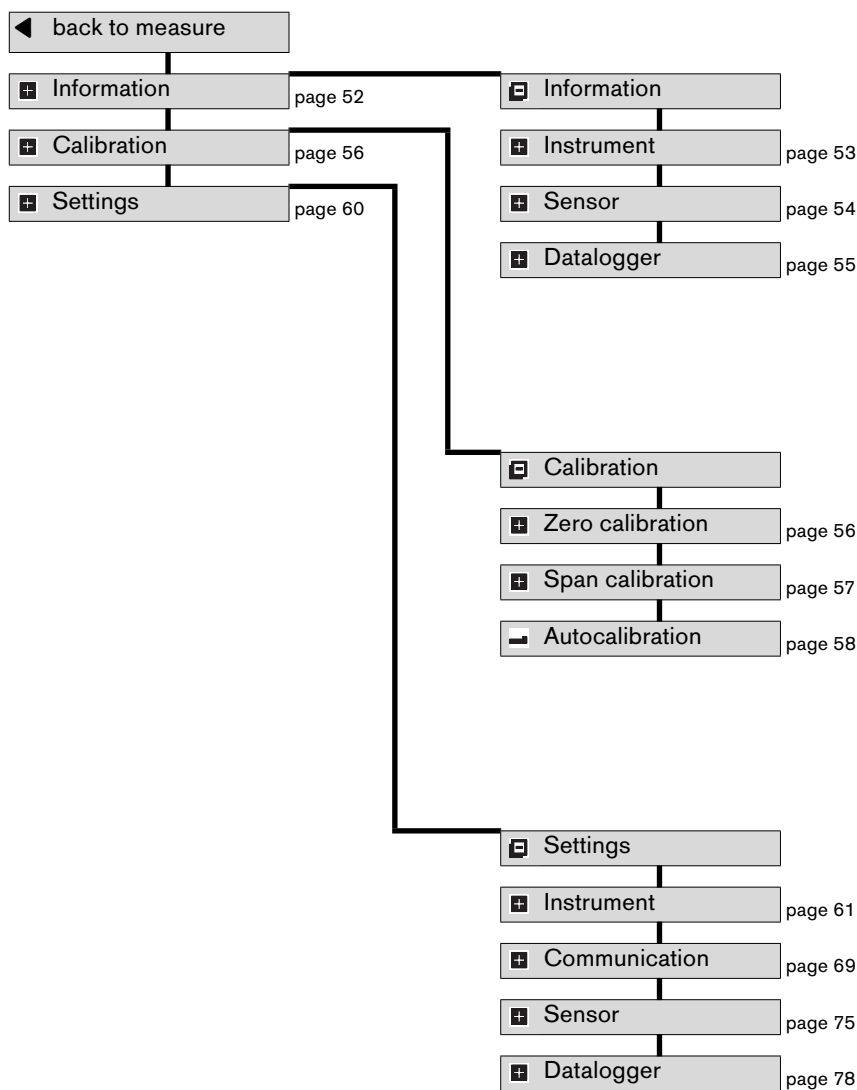 back to measure
Information
page 52
Calibration
page 56
Settings
page 60
Information
Instrument
page 53
Sensor
page 54
Datalogger
page 55
Calibration
Zero calibration
page 56
Span calibration
page 57
Autocalibration
page 58
Settings
Instrument
page 61
Communication
page 69
Sensor
page 75
Datalogger
page 78